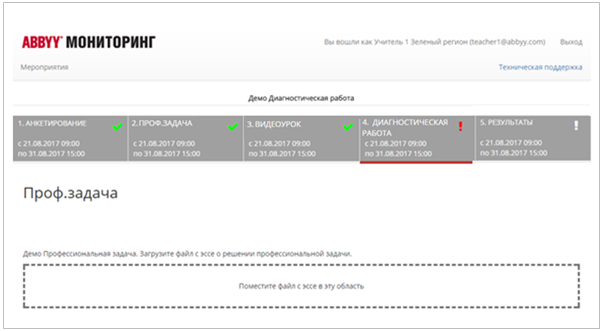 ABBYY МОНИТОРИНГ
Вы вошли как Учитель 1 Зеленый регион (teacher1@abbyy.com) Выход
Мероприятия Техническая поддержка
Демо Диагностическая работа
1. АНКЕТИРОВАНИЕ
с 21.08.2017 09:00
по 31.08.2017 15:00
2. ПРОФ.ЗАДАЧА
с 21.08.2017 09:00
по 31.08.2017 15:00
3. ВИДЕОУРОК
с 21.08.2017 09:00
по 31.08.2017 15:00
4. ДИАГНОСТИЧЕСКАЯ
РАБОТА
с 21.08.2017 09:00
по 31.08.2017 15:00
5. РЕЗУЛЬТАТЫ
с 21.08.2017 09:00
по 31.08.2017 15:00
Проф.задача
Демо Профессиональная задача. Загрузите файл с эссе о решении профессиональной задачи.
Поместите файл с эссе в эту область